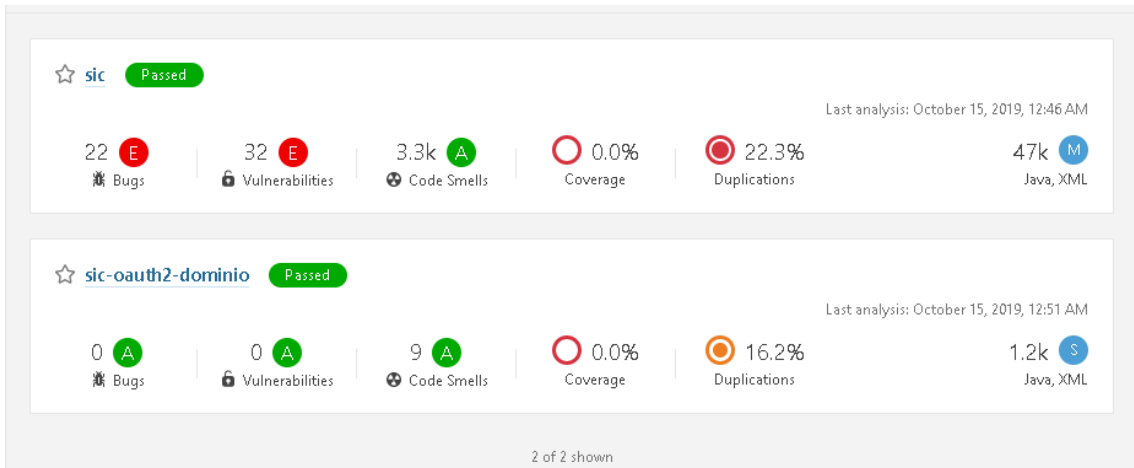 sic Passed
Last analysis: October 15, 2019, 12:46 AM
22 E 32 E 3.3k A 0.0% 22.3% 47k M
Bugs Vulnerabilities Code Smells Coverage Duplications Java, XML
sic-oauth2-dominio Passed
Last analysis: October 15, 2019, 12:51 AM
0 A 0 A 9 A 0.0% 16.2% 1.2k S
Bugs Vulnerabilities Code Smells Coverage Duplications Java, XML
2 of 2 shown